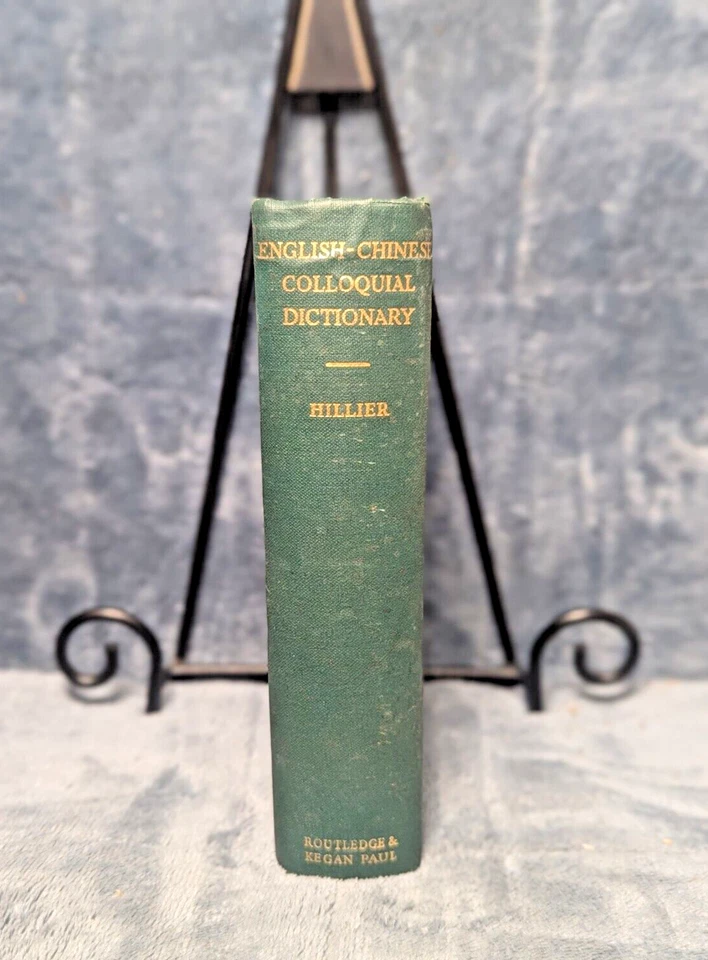 ENGLISH-CHINESE
COLLOQUIAL
DICTIONARY
HILLIER
ROUTLEDGE &
KEGAN PAUL